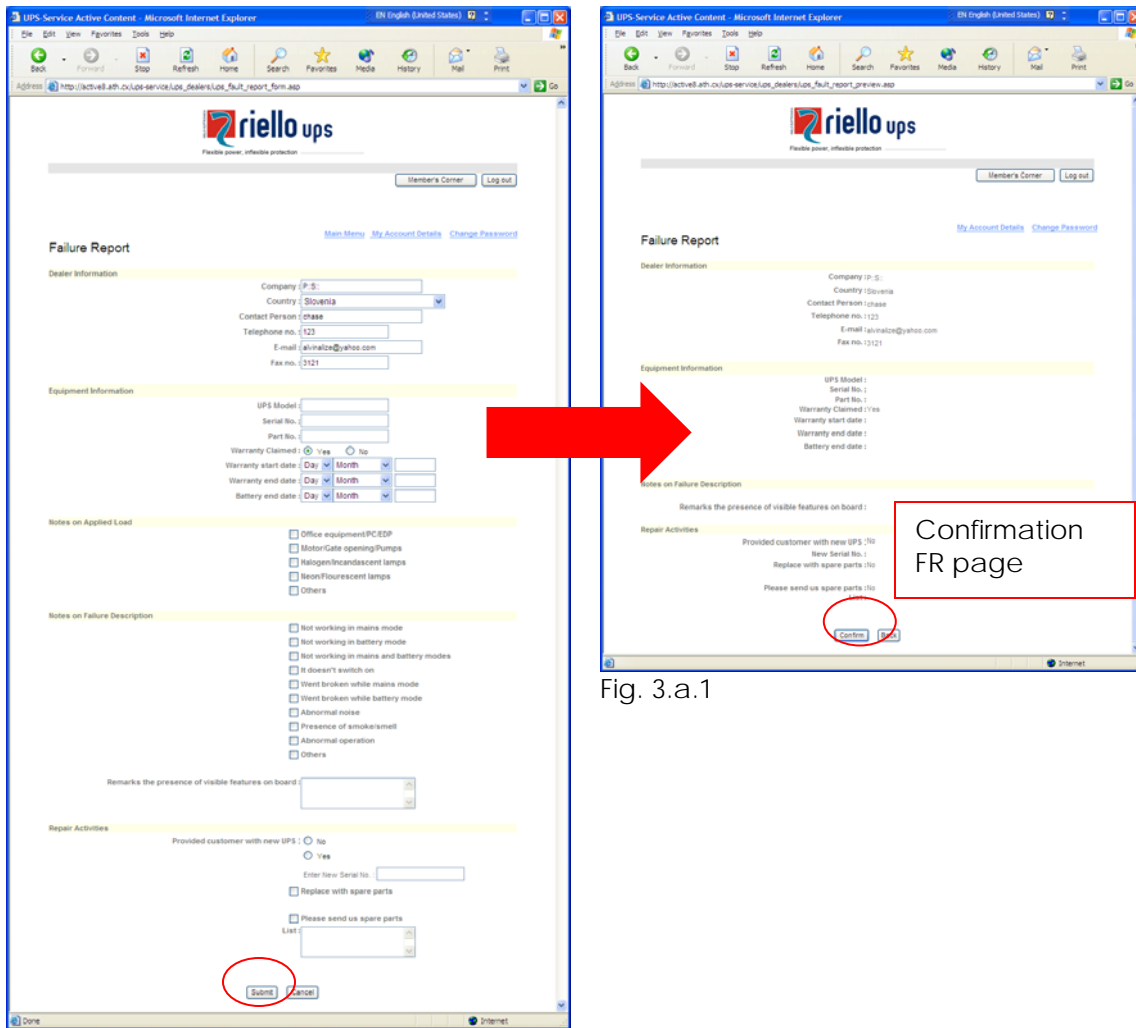 UPS-Service Active Content - Microsoft Internet Explorer
EN English (United States)
File Edit View Favorites Tools Help
Back Forward Stop Refresh Home Search Favorites Media History Mail Print
Address http://active8.ath.cx/ups-service/ups_dealers/ups_fault_report_form.asp Go
riello ups
Flexible power, inflexible protection
Member's Corner Log out
Main Menu My Account Details Change Password
Failure Report
Dealer Information
Company : P.:S.:
Country : Slovenia
Contact Person : chase
Telephone no. : 123
E-mail : alvinalize@yahoo.com
Fax no. : 3121
Equipment Information
UPS Model :
Serial No. :
Part No. :
Warranty Claimed : Yes No
Warranty start date : Day Month
Warranty end date : Day Month
Battery end date : Day Month
Notes on Applied Load
Office equipment/PC/EDP
Motor/Gate opening/Pumps
Halogen/Incandascent lamps
Neon/Flourescent lamps
Others
Notes on Failure Description
Not working in mains mode
Not working in battery mode
Not working in mains and battery modes
It doesn't switch on
Went broken while mains mode
Went broken while battery mode
Abnormal noise
Presence of smoke/smell
Abnormal operation
Others
Remarks the presence of visible features on board :
Repair Activities
Provided customer with new UPS : No
Yes
Enter New Serial No. :
Replace with spare parts
Please send us spare parts
List :
Submit Cancel
Done Internet
UPS-Service Active Content - Microsoft Internet Explorer
EN English (United States)
File Edit View Favorites Tools Help
Back Forward Stop Refresh Home Search Favorites Media History Mail Print
Address http://active8.ath.cx/ups-service/ups_dealers/ups_fault_report_preview.asp Go
riello ups
Flexible power, inflexible protection
Member's Corner Log out
My Account Details Change Password
Failure Report
Dealer Information
Company : P.:S.:
Country : Slovenia
Contact Person : chase
Telephone no. : 123
E-mail : alvinalize@yahoo.com
Fax no. : 3121
Equipment Information
UPS Model :
Serial No. :
Part No. :
Warranty Claimed : Yes
Warranty start date :
Warranty end date :
Battery end date :
Notes on Failure Description
Remarks the presence of visible features on board :
Repair Activities
Provided customer with new UPS : No
New Serial No. :
Replace with spare parts : No
Please send us spare parts : No
List :
Confirm Back
Internet
Confirmation
FR page
Fig. 3.a.1